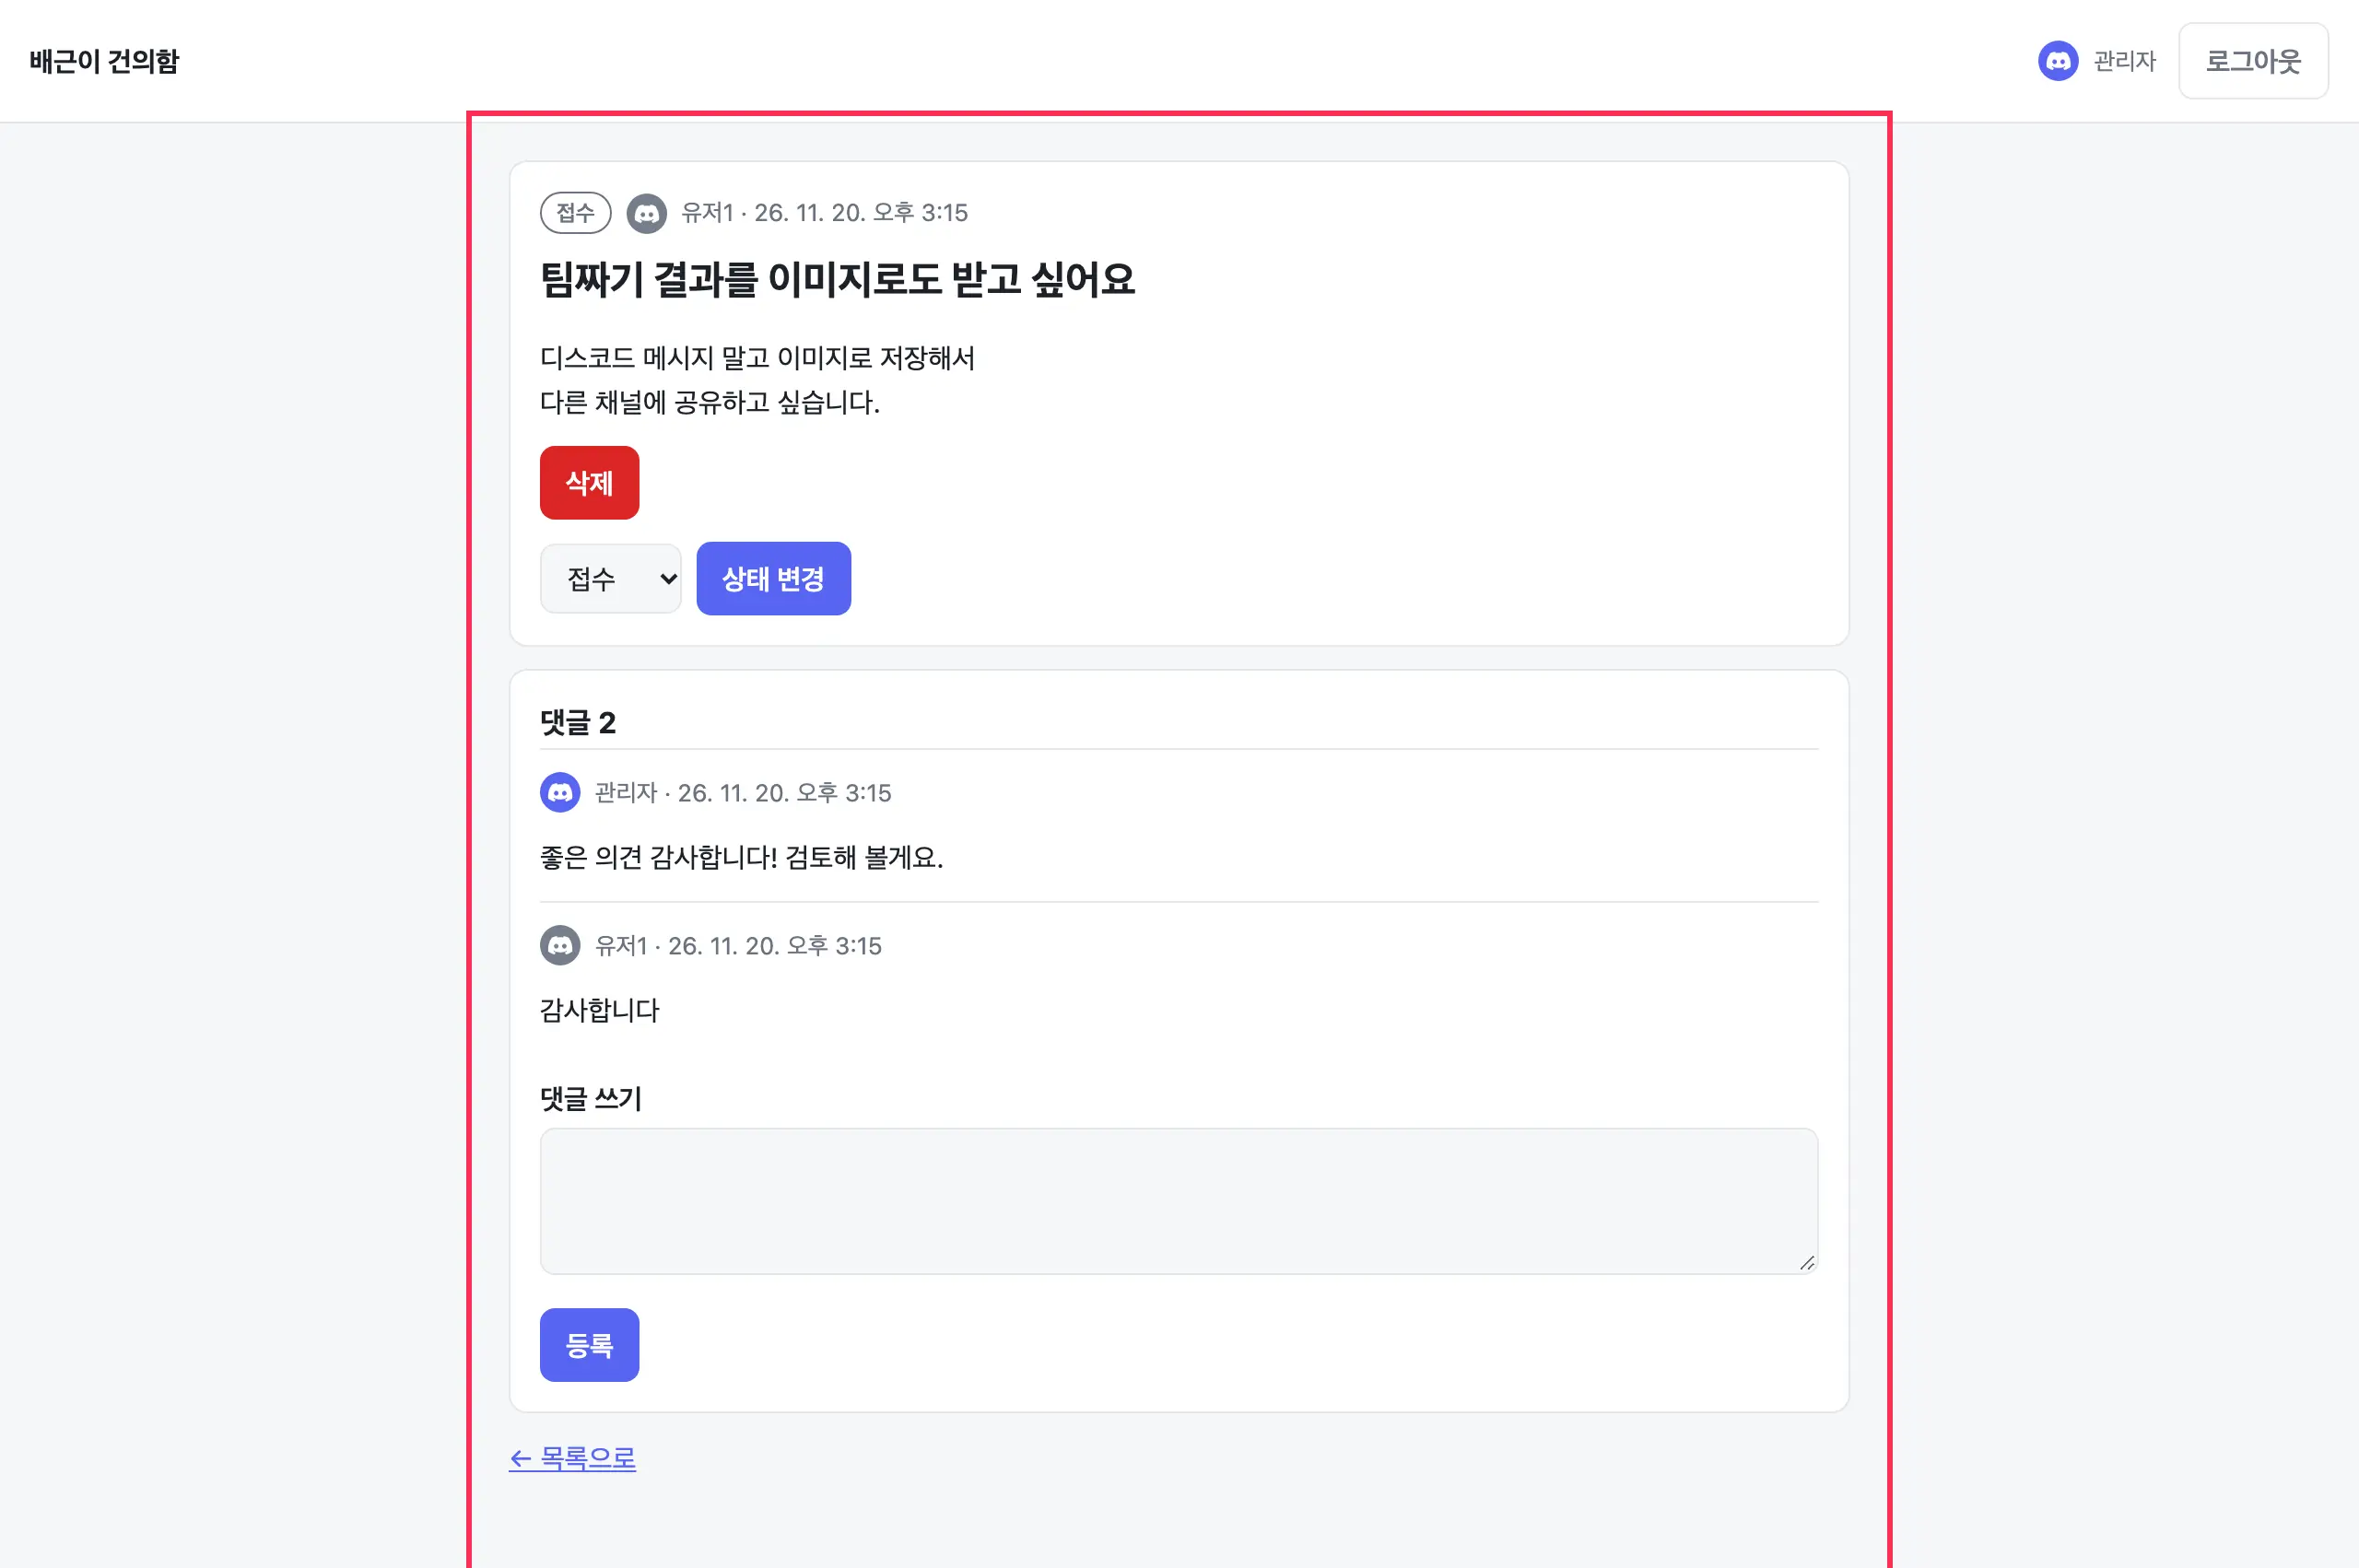 배근이 건의함
관리자
로그아웃
접수
유저1 · 26. 11. 20. 오후 3:15
팀짜기 결과를 이미지로도 받고 싶어요
디스코드 메시지 말고 이미지로 저장해서
다른 채널에 공유하고 싶습니다.
삭제
접수
상태 변경
댓글 2
관리자 · 26. 11. 20. 오후 3:15
좋은 의견 감사합니다! 검토해 볼게요.
유저1 · 26. 11. 20. 오후 3:15
감사합니다
댓글 쓰기
등록
← 목록으로